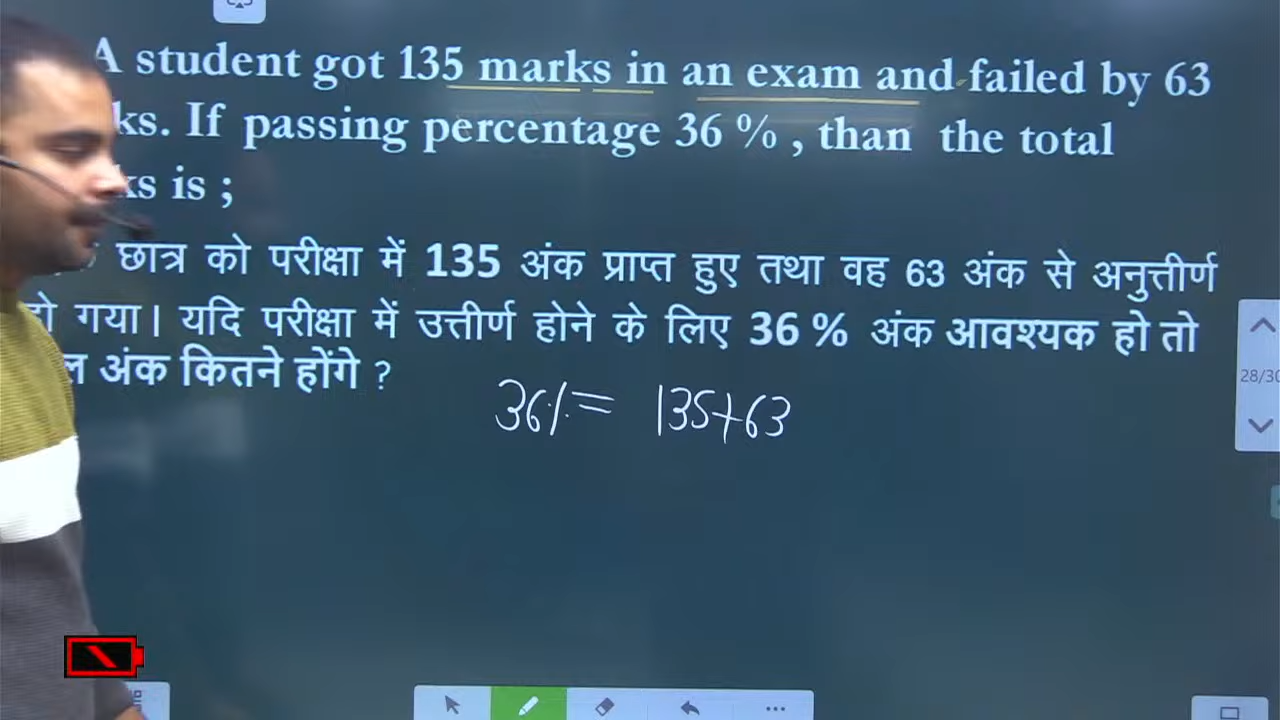 A student got 135 marks in an exam and failed by 63
ks. If passing percentage 36 % , than the total
ks is ;
छात्र को परीक्षा में 135 अंक प्राप्त हुए तथा वह 63 अंक से अनुत्तीर्ण
गया। यदि परीक्षा में उत्तीर्ण होने के लिए 36 % अंक आवश्यक हो तो
अंक कितने होंगे ?
36%= 135+63
28/30